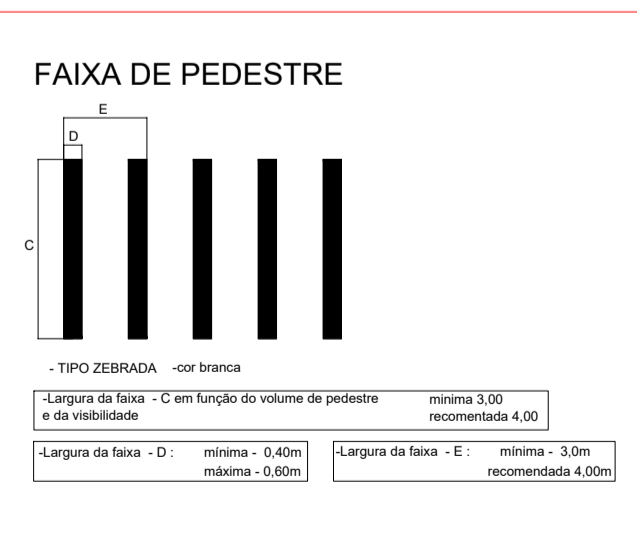 FAIXA DE PEDESTRE
E
D
C
- TIPO ZEBRADA -cor branca
-Largura da faixa - C em função do volume de pedestre minima 3,00
e da visibilidade recomentada 4,00
-Largura da faixa - D : mínima - 0,40m
máxima - 0,60m
-Largura da faixa - E : mínima - 3,0m
recomendada 4,00m